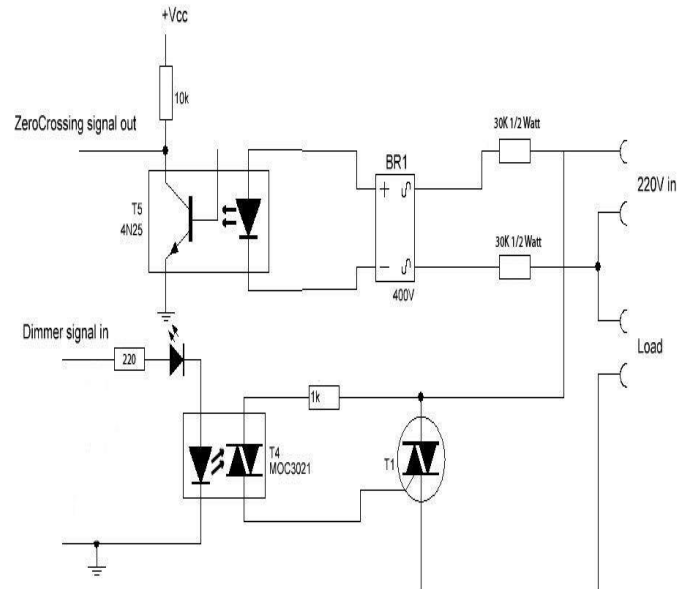 +Vcc
10k
ZeroCrossing signal out
30K 1/2 Watt
BR1
220V in
T5
4N25
+
-
30K 1/2 Watt
400V
Dimmer signal in
220
Load
1k
T4
MOC3021
T1